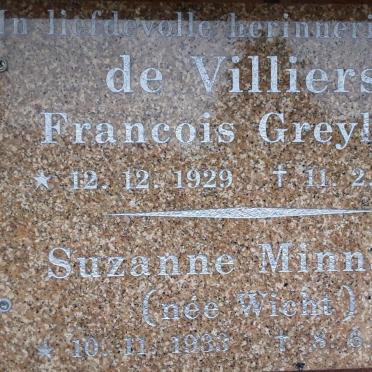 In liefdevolle herinneri
de Villiers
Francois Greyl
★ 12. 12. 1929 † 11. 2.
Suzanne Minn
(née Wicht)
★ 10. 11. 1933 † 8. 6